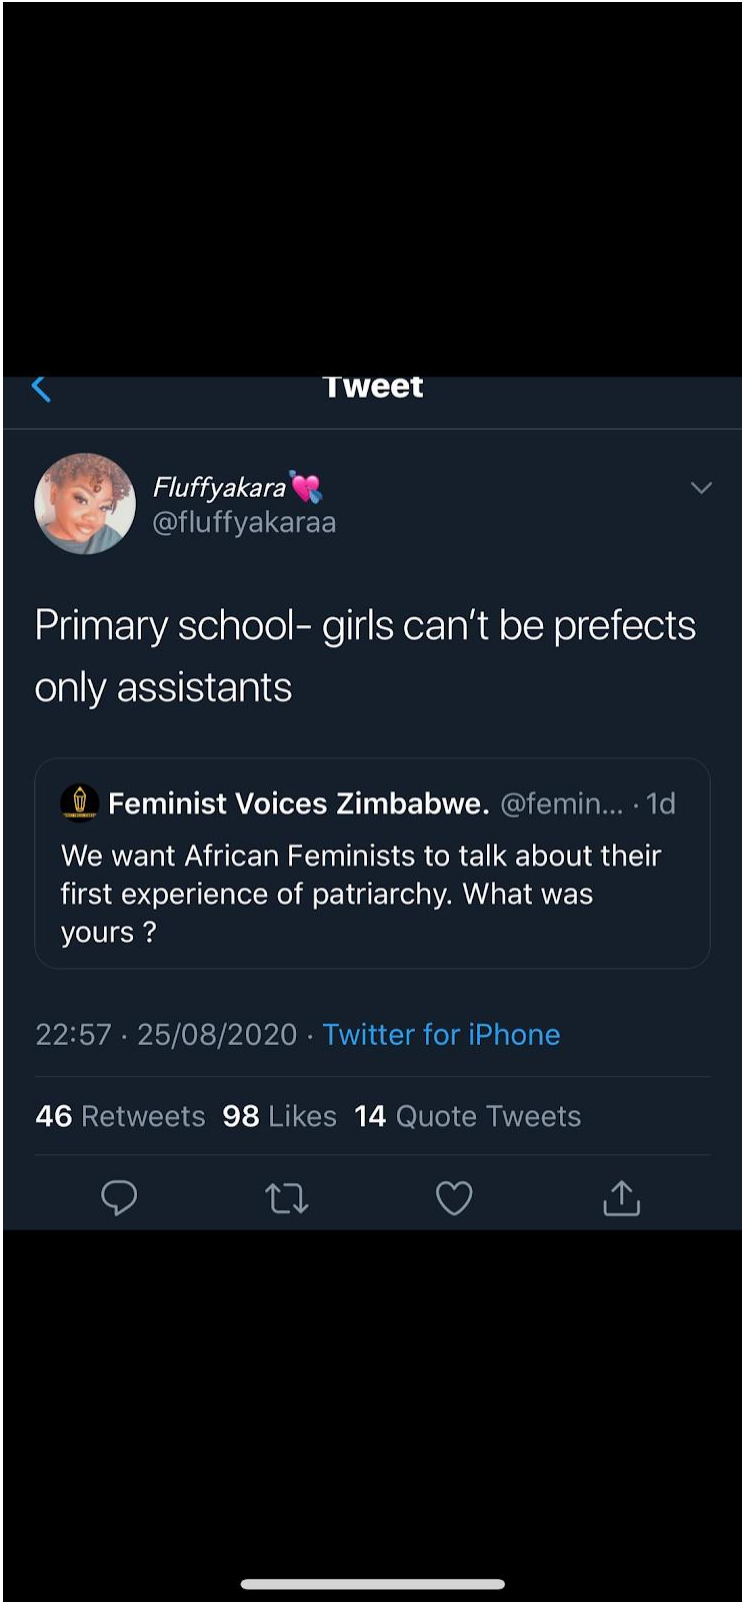 Tweet
Fluffyakara💘
@fluffyakaraa
Primary school- girls can't be prefects
only assistants
Feminist Voices Zimbabwe. @femin... · 1d
We want African Feminists to talk about their
first experience of patriarchy. What was
yours ?
22:57 · 25/08/2020 · Twitter for iPhone
46 Retweets 98 Likes 14 Quote Tweets